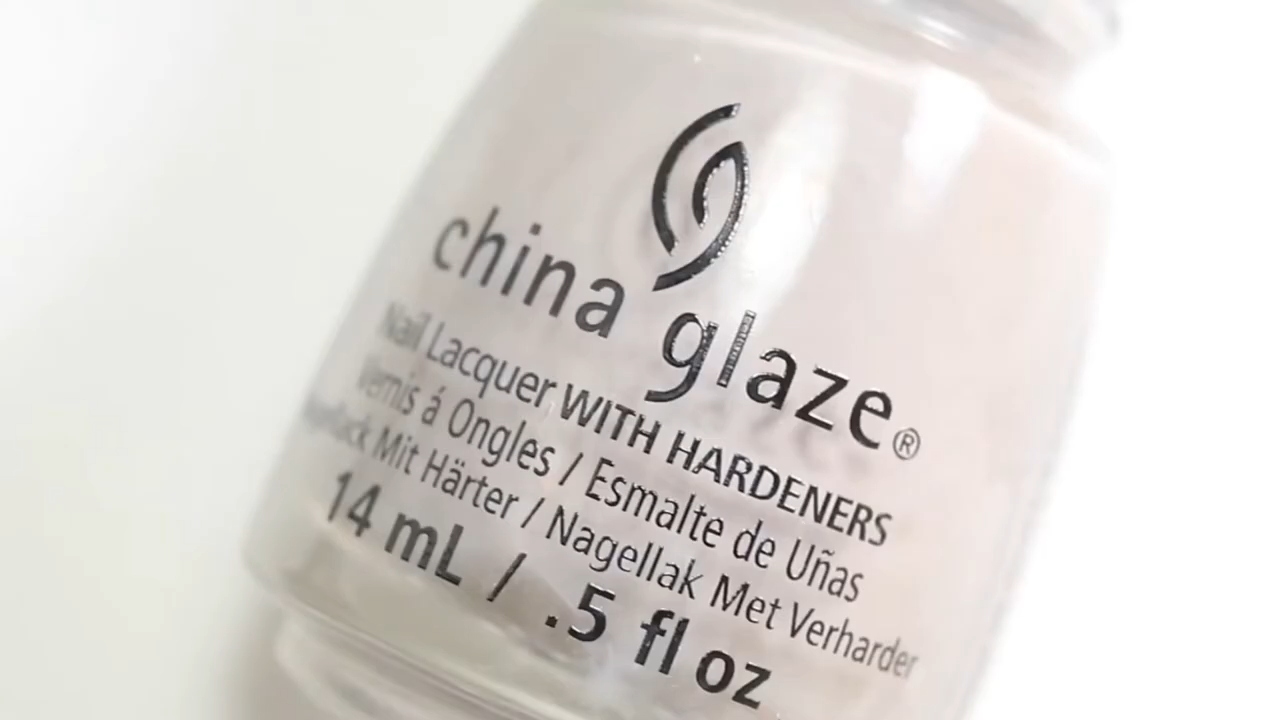 china glaze®
Nail Lacquer WITH HARDENERS
Vernis á Ongles / Esmalte de Uñas
Nagellack Mit Härter / Nagellak Met Verharder
14 mL / .5 fl oz